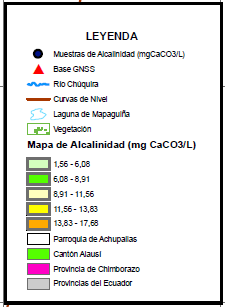 LEYENDA
Muestras de Alcalinidad (mgCaCO3/L)
Base GNSS
Río Chúquira
Curvas de Nivel
Laguna de Mapaguiña
Vegetación
Mapa de Alcalinidad (mg CaCO3/L)
1,56 - 6,08
6,08 - 8,91
8,91 - 11,56
11,56 - 13,83
13,83 - 17,68
Parroquia de Achupallas
Cantón Alausí
Provincia de Chimborazo
Provincias del Ecuador